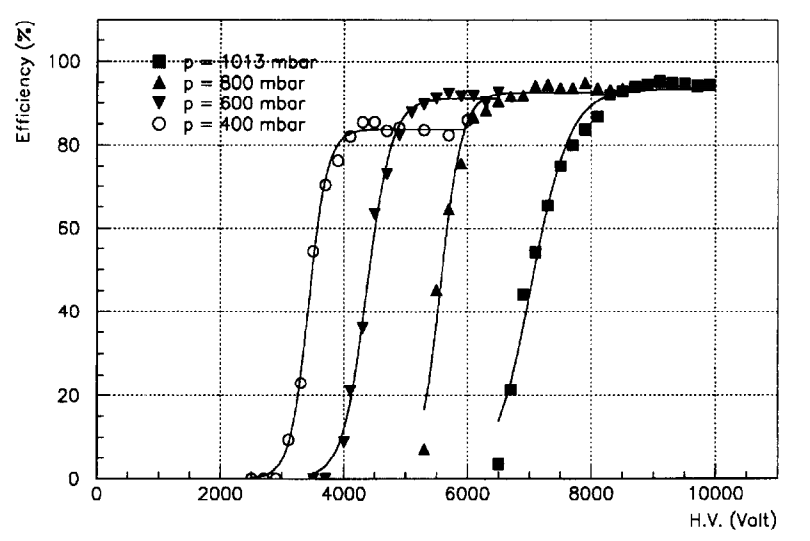 Efficiency (%)
100
80
60
40
20
0
p = 1013 mbar
p = 800 mbar
p = 600 mbar
p = 400 mbar
0 2000 4000 6000 8000 10000
H.V. (Volt)